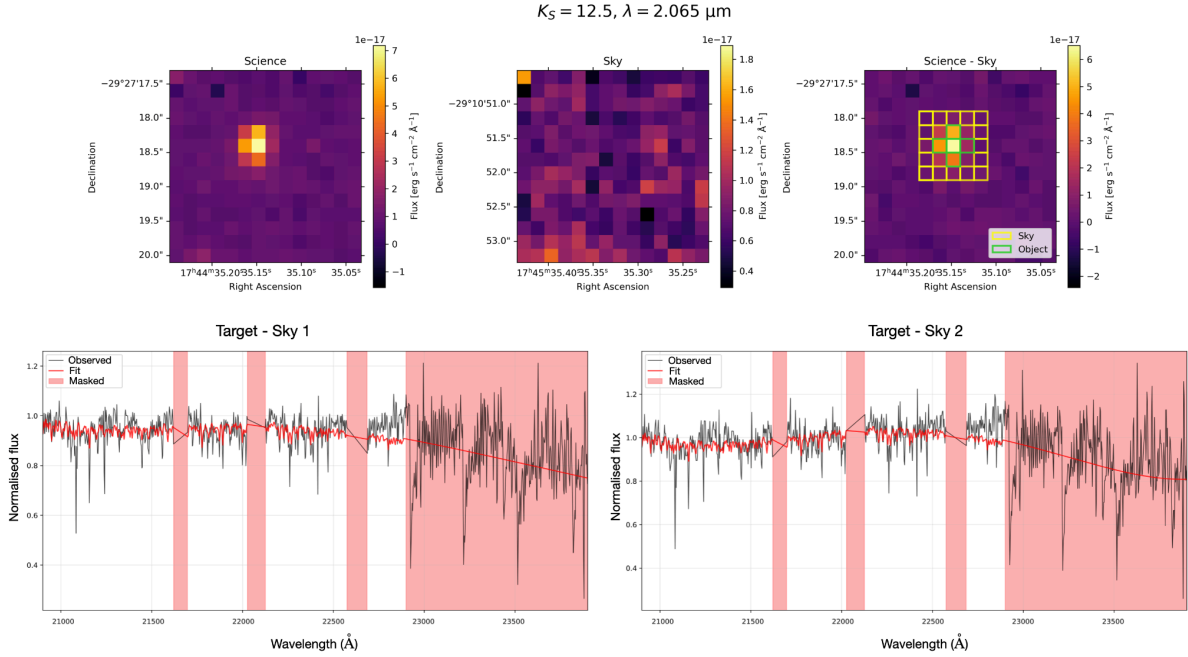 K_S = 12.5, λ = 2.065 μm
Science
1e−17
−29°27'17.5"
18.0"
18.5"
19.0"
19.5"
20.0"
Declination
17ʰ44ᵐ35.20ˢ35.15ˢ 35.10ˢ 35.05ˢ
Right Ascension
7
6
5
4
3
2
1
0
−1
Flux [erg s⁻¹ cm⁻² Å⁻¹]
Sky
1e−17
−29°10'51.0"
51.5"
52.0"
52.5"
53.0"
Declination
17ʰ45ᵐ35.40ˢ35.35ˢ 35.30ˢ 35.25ˢ
Right Ascension
1.8
1.6
1.4
1.2
1.0
0.8
0.6
0.4
Flux [erg s⁻¹ cm⁻² Å⁻¹]
Science - Sky
1e−17
−29°27'17.5"
18.0"
18.5"
19.0"
19.5"
20.0"
Declination
Sky
Object
17ʰ44ᵐ35.20ˢ35.15ˢ 35.10ˢ 35.05ˢ
Right Ascension
6
5
4
3
2
1
0
−1
−2
Flux [erg s⁻¹ cm⁻² Å⁻¹]
Target - Sky 1
Observed
Fit
Masked
1.2
1.0
0.8
0.6
0.4
Normalised flux
21000 21500 22000 22500 23000 23500
Wavelength (Å)
Target - Sky 2
Observed
Fit
Masked
1.2
1.0
0.8
0.6
0.4
Normalised flux
21000 21500 22000 22500 23000 23500
Wavelength (Å)